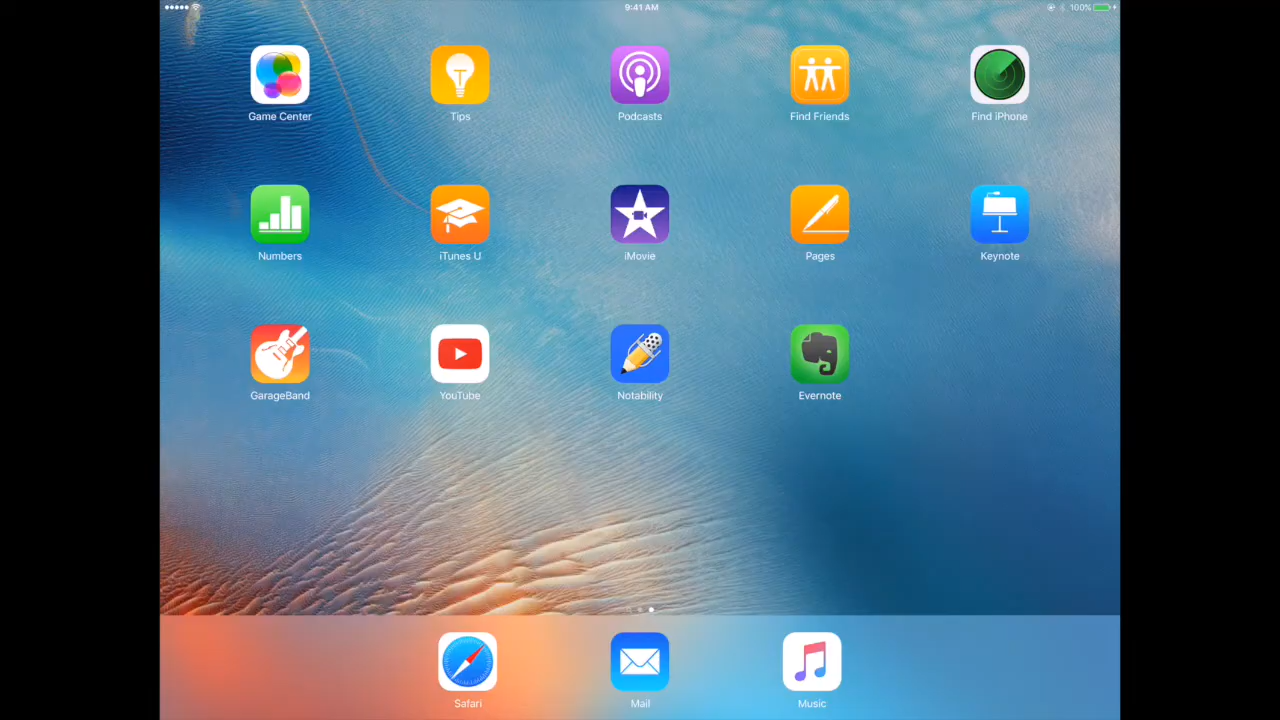 9:41 AM
100%
Game Center
Tips
Podcasts
Find Friends
Find iPhone
Numbers
iTunes U
iMovie
Pages
Keynote
GarageBand
YouTube
Notability
Evernote
Safari
Mail
Music